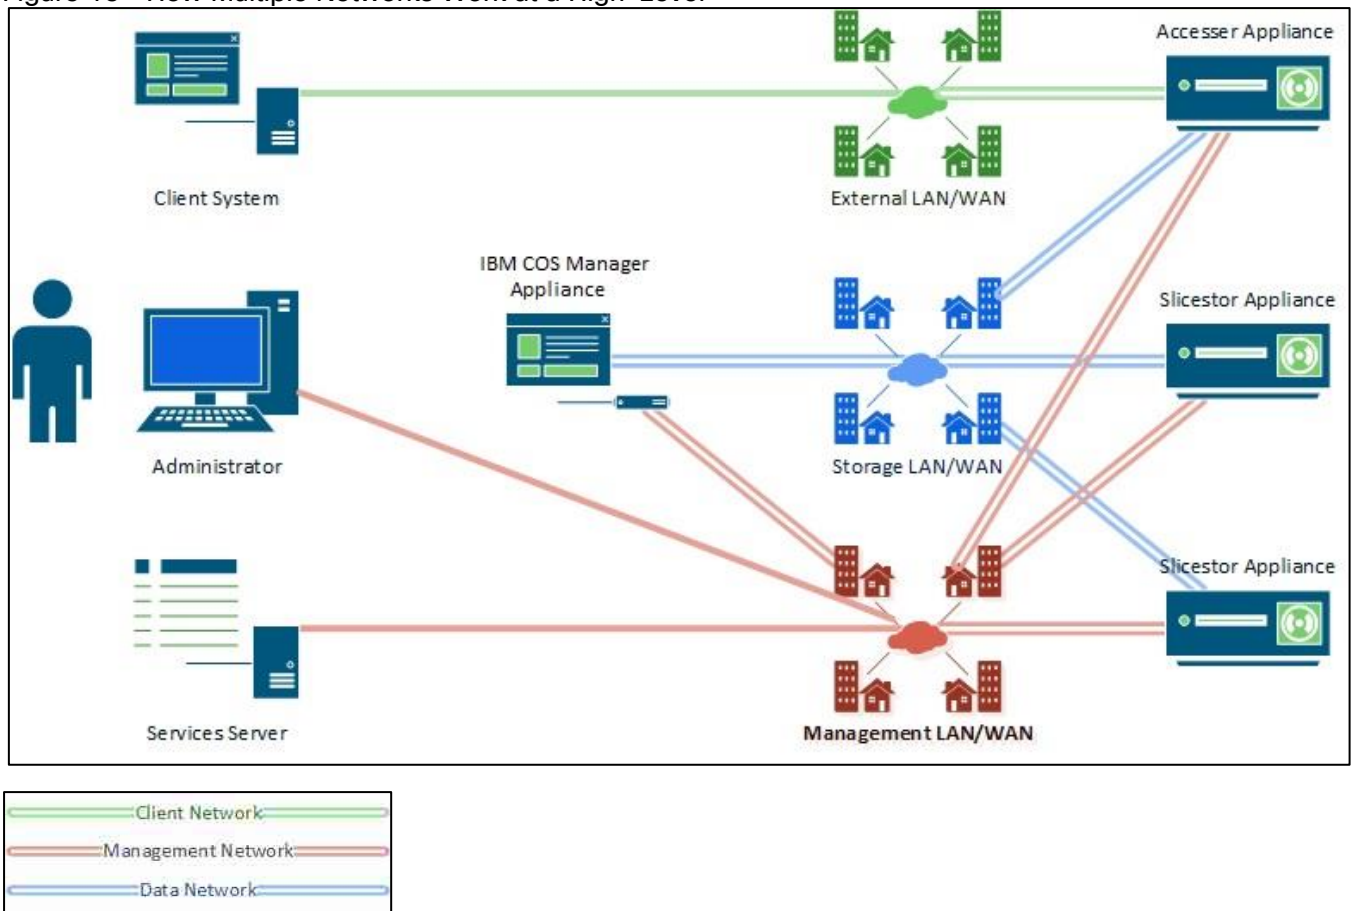 Accesser Appliance
Client System
External LAN/WAN
IBM COS Manager
Appliance
Slicestor Appliance
Administrator
Storage LAN/WAN
Slicestor Appliance
Services Server
Management LAN/WAN
Client Network
Management Network
Data Network